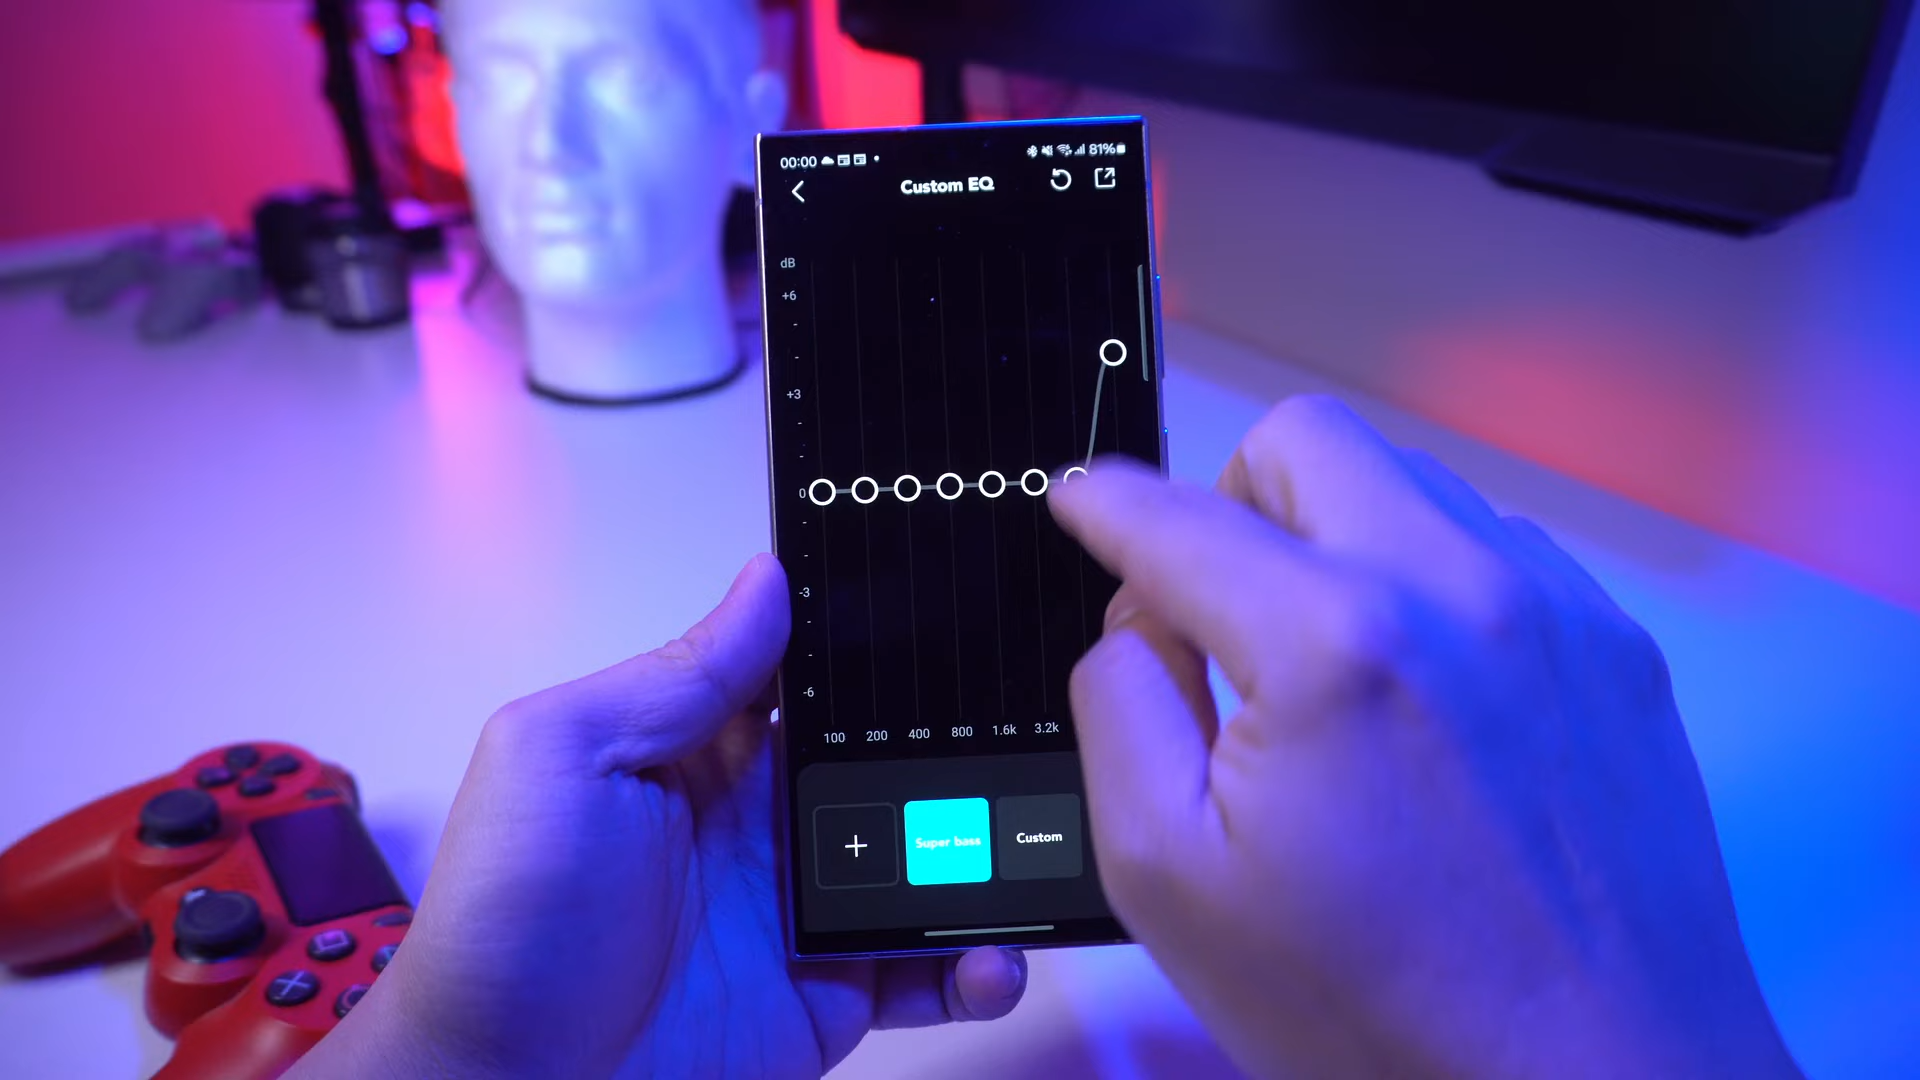 00:00 81%
Custom EQ
dB
+6
+3
0
-3
-6
100 200 400 800 1.6k 3.2k
+ Super bass Custom